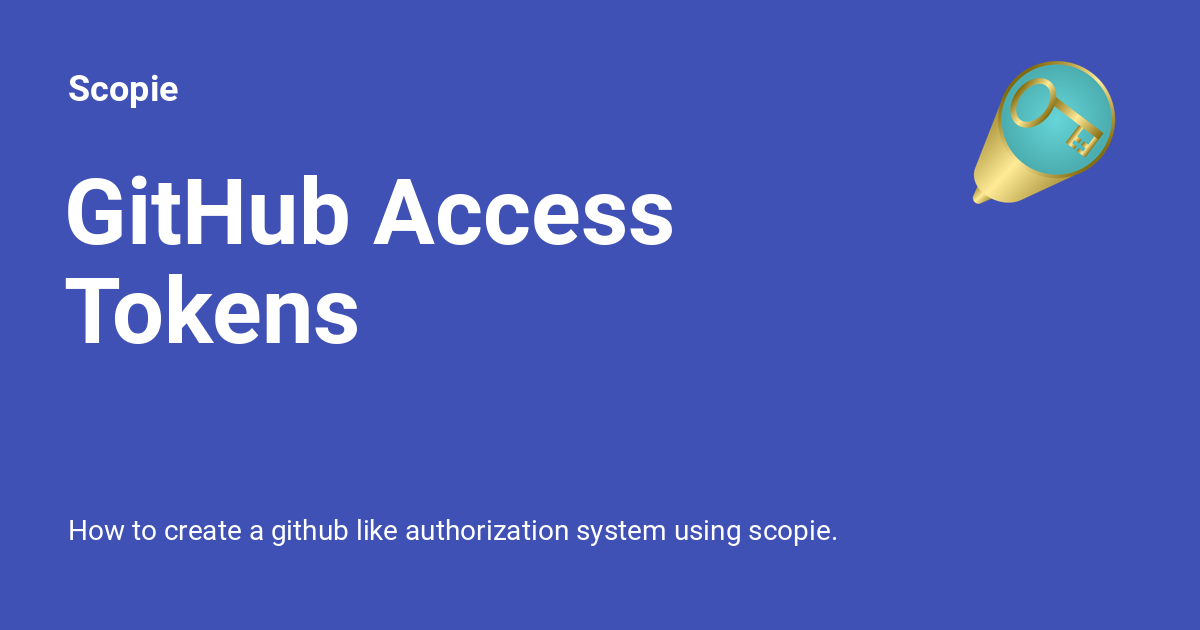 Scopie
GitHub Access
Tokens
How to create a github like authorization system using scopie.